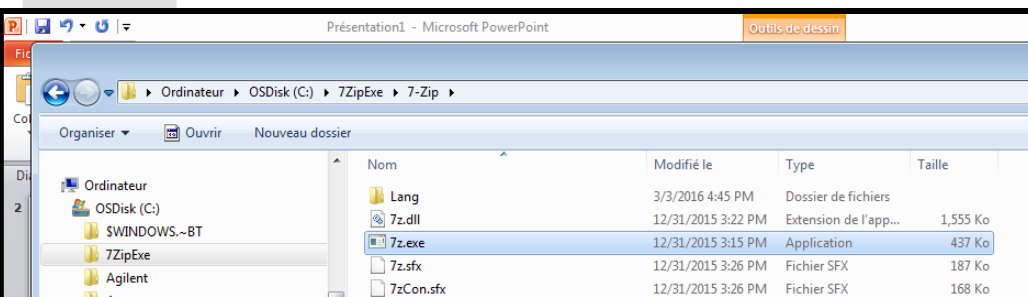 Présentation1 - Microsoft PowerPoint
Outils de dessin
Fic
Ordinateur OSDisk (C:) 7ZipExe 7-Zip
Col
Organiser Ouvrir Nouveau dossier
Nom Modifié le Type Taille
Di
Ordinateur
Lang 3/3/2016 4:45 PM Dossier de fichiers
2
OSDisk (C:)
7z.dll 12/31/2015 3:22 PM Extension de l'app... 1,555 Ko
$WINDOWS.~BT
7z.exe 12/31/2015 3:15 PM Application 437 Ko
7ZipExe
7z.sfx 12/31/2015 3:26 PM Fichier SFX 187 Ko
Agilent
7zCon.sfx 12/31/2015 3:26 PM Fichier SFX 168 Ko